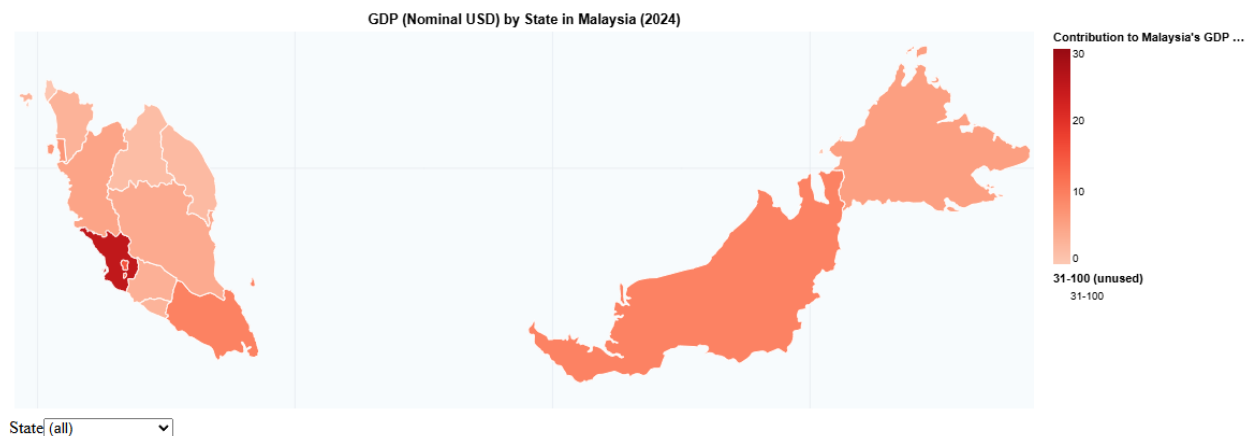 GDP (Nominal USD) by State in Malaysia (2024)
Contribution to Malaysia's GDP …
30
20
10
0
31-100 (unused)
31-100
State (all)